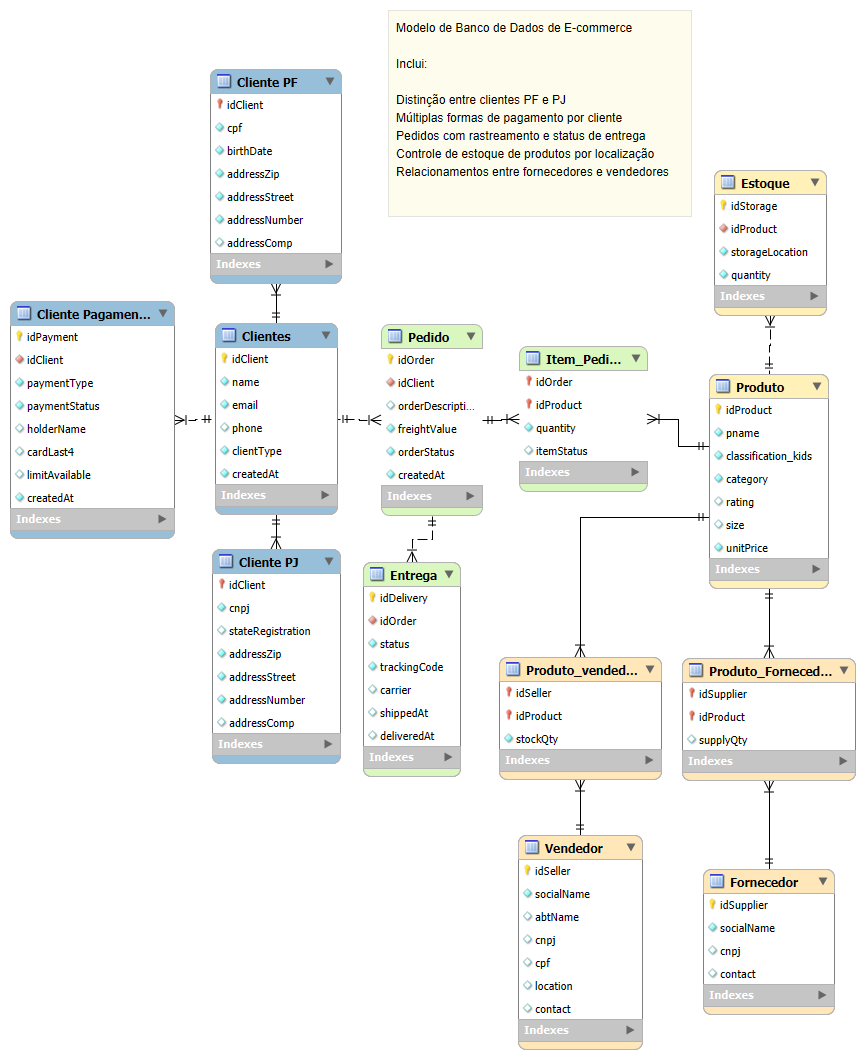 Modelo de Banco de Dados de E-commerce
Inclui:
Distinção entre clientes PF e PJ
Múltiplas formas de pagamento por cliente
Pedidos com rastreamento e status de entrega
Controle de estoque de produtos por localização
Relacionamentos entre fornecedores e vendedores
Cliente PF
idClient
cpf
birthDate
addressZip
addressStreet
addressNumber
addressComp
Indexes
Estoque
idStorage
idProduct
storageLocation
quantity
Indexes
Cliente Pagamen...
idPayment
idClient
paymentType
paymentStatus
holderName
cardLast4
limitAvailable
createdAt
Indexes
Clientes
idClient
name
email
phone
clientType
createdAt
Indexes
Pedido
idOrder
idClient
orderDescripti...
freightValue
orderStatus
createdAt
Indexes
Item_Pedi...
idOrder
idProduct
quantity
itemStatus
Indexes
Produto
idProduct
pname
classification_kids
category
rating
size
unitPrice
Indexes
Cliente PJ
idClient
cnpj
stateRegistration
addressZip
addressStreet
addressNumber
addressComp
Indexes
Entrega
idDelivery
idOrder
status
trackingCode
carrier
shippedAt
deliveredAt
Indexes
Produto_vended...
idSeller
idProduct
stockQty
Indexes
Produto_Forneced...
idSupplier
idProduct
supplyQty
Indexes
Vendedor
idSeller
socialName
abtName
cnpj
cpf
location
contact
Indexes
Fornecedor
idSupplier
socialName
cnpj
contact
Indexes